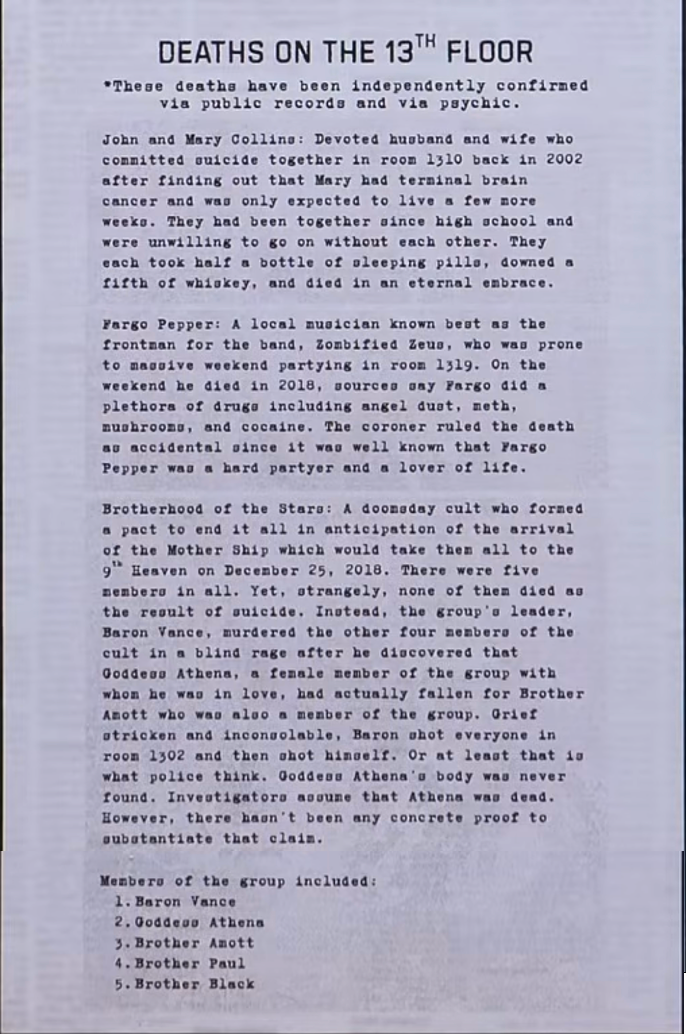 DEATHS ON THE 13TH FLOOR
*These deaths have been independently confirmed
via public records and via psychic.
John and Mary Collins: Devoted husband and wife who
committed suicide together in room 1310 back in 2002
after finding out that Mary had terminal brain
cancer and was only expected to live a few more
weeks. They had been together since high school and
were unwilling to go on without each other. They
each took half a bottle of sleeping pills, downed a
fifth of whiskey, and died in an eternal embrace.
Fargo Pepper: A local musician known best as the
frontman for the band, Zombified Zeus, who was prone
to massive weekend partying in room 1319. On the
weekend he died in 2018, sources say Fargo did a
plethora of drugs including angel dust, meth,
mushrooms, and cocaine. The coroner ruled the death
as accidental since it was well known that Fargo
Pepper was a hard partyer and a lover of life.
Brotherhood of the Stars: A doomsday cult who formed
a pact to end it all in anticipation of the arrival
of the Mother Ship which would take them all to the
9th Heaven on December 25, 2018. There were five
members in all. Yet, strangely, none of them died as
the result of suicide. Instead, the group's leader,
Baron Vance, murdered the other four members of the
cult in a blind rage after he discovered that
Goddess Athena, a female member of the group with
whom he was in love, had actually fallen for Brother
Amott who was also a member of the group. Grief
stricken and inconsolable, Baron shot everyone in
room 1302 and then shot himself. Or at least that is
what police think. Goddess Athena's body was never
found. Investigators assume that Athena was dead.
However, there hasn't been any concrete proof to
substantiate that claim.
Members of the group included:
1. Baron Vance
2. Goddess Athena
3. Brother Amott
4. Brother Paul
5. Brother Black